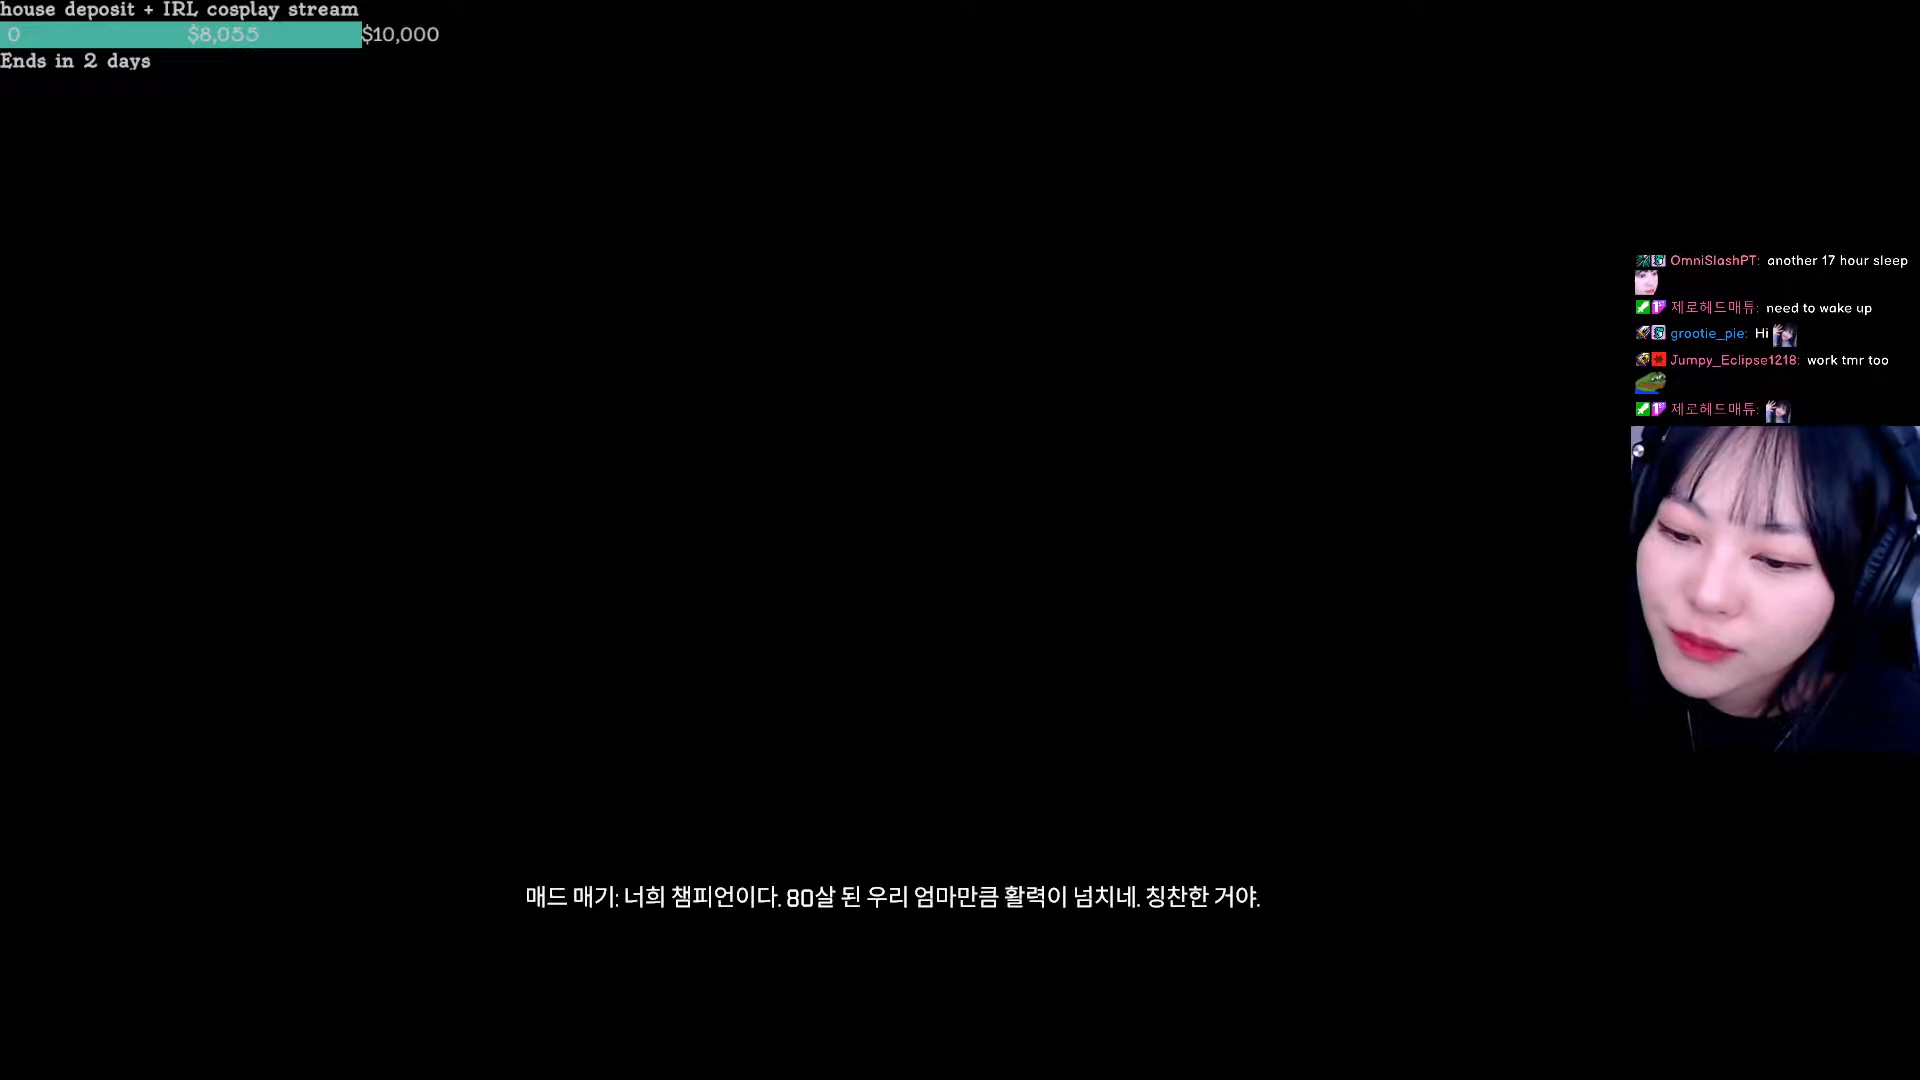 house deposit + IRL cosplay stream
0 $8,055 $10,000
Ends in 2 days
OmniSlashPT: another 17 hour sleep
제로헤드매튜: need to wake up
grootie_pie: Hi
Jumpy_Eclipse1218: work tmr too
제로헤드매튜:
매드 매기: 너희 챔피언이다. 80살 된 우리 엄마만큼 활력이 넘치네. 칭찬한 거야.